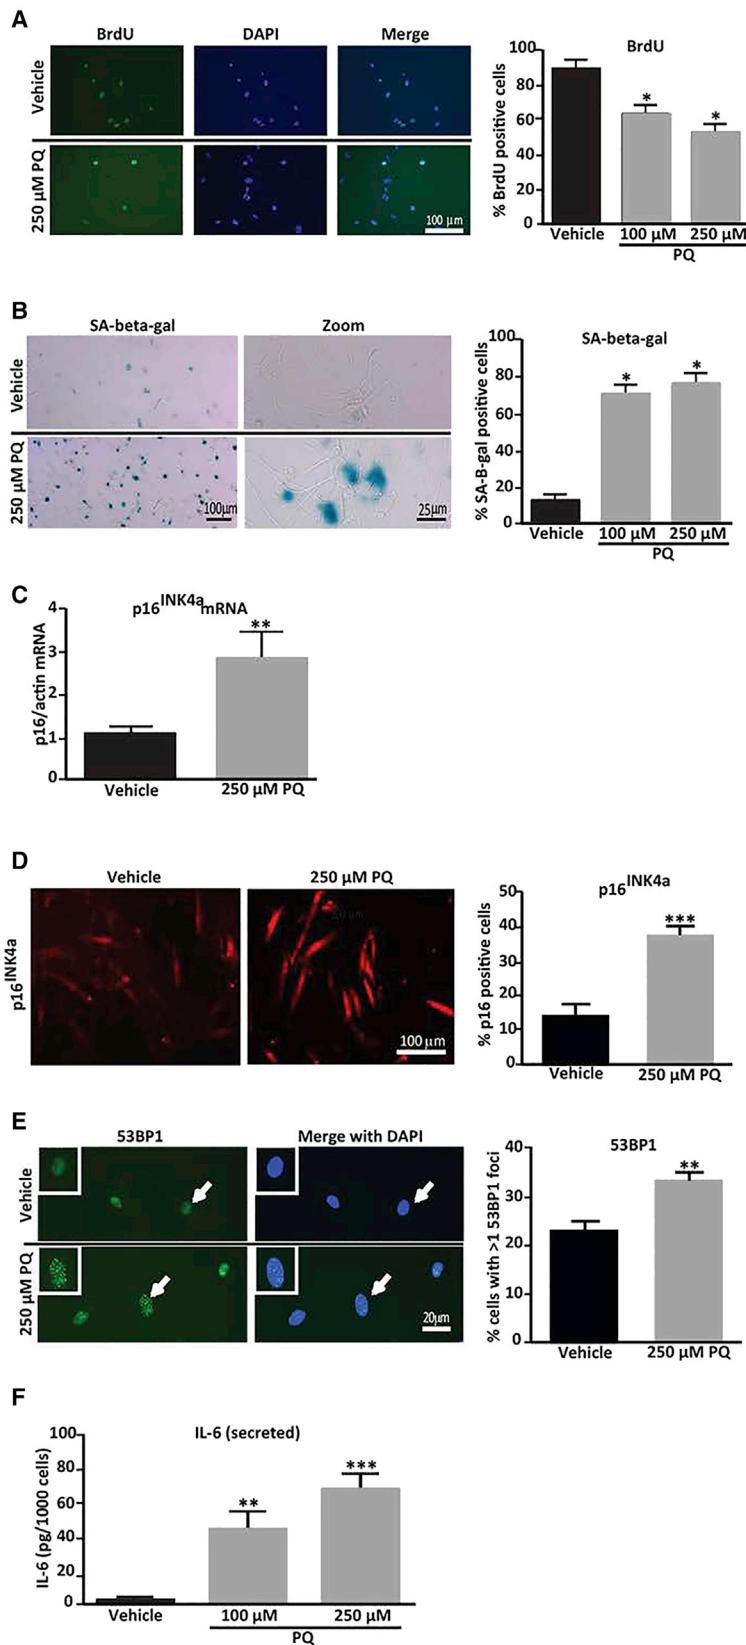 A
BrdU DAPI Merge
Vehicle
250 µM PQ
100 µm
BrdU
% BrdU positive cells
100
80
60
40
20
0
* *
Vehicle 100 µM 250 µM
PQ
B
SA-beta-gal Zoom
Vehicle
250 µM PQ
100µm 25µm
SA-beta-gal
% SA-B-gal positive cells
100
80
60
40
20
0
* *
Vehicle 100 µM 250 µM
PQ
C
p16INK4a mRNA
p16/actin mRNA
4
3
2
1
0
**
Vehicle 250 µM PQ
D
Vehicle 250 µM PQ
p16INK4a
100 µm
p16INK4a
% p16 positive cells
50
40
30
20
10
0
***
Vehicle 250 µM PQ
E
53BP1 Merge with DAPI
Vehicle
250 µM PQ
20µm
53BP1
% cells with >1 53BP1 foci
40
30
20
10
0
**
Vehicle 250 µM PQ
F
IL-6 (secreted)
IL-6 (pg/1000 cells)
100
80
60
40
20
0
** ***
Vehicle 100 µM 250 µM
PQ